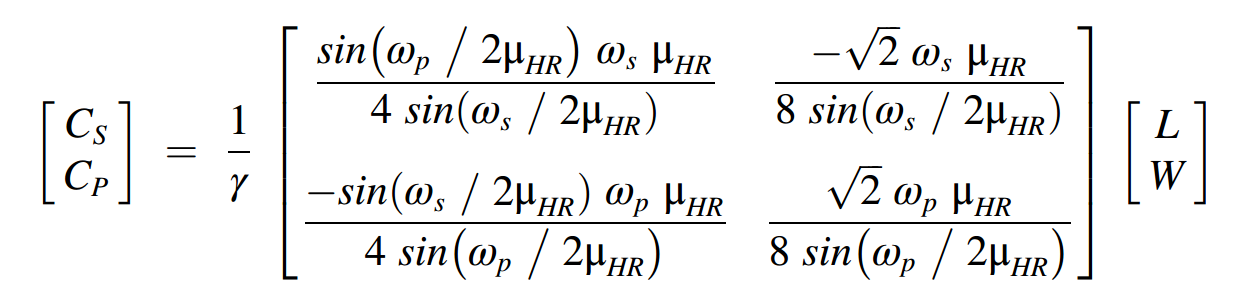 [C_S; C_P] = 1/γ [ sin(ω_p / 2μ_HR) ω_s μ_HR / 4 sin(ω_s / 2μ_HR)   -√2 ω_s μ_HR / 8 sin(ω_s / 2μ_HR) ;
-sin(ω_s / 2μ_HR) ω_p μ_HR / 4 sin(ω_p / 2μ_HR)   √2 ω_p μ_HR / 8 sin(ω_p / 2μ_HR) ] [L; W]